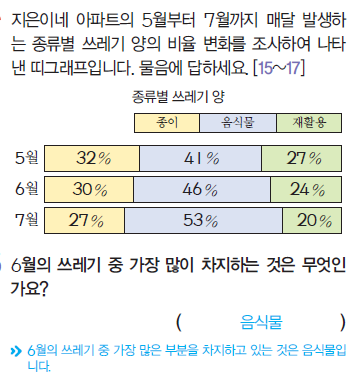 지은이네 아파트의 5월부터 7월까지 매달 발생하
는 종류별 쓰레기 양의 비율 변화를 조사하여 나타
낸 띠그래프입니다. 물음에 답하세요. [15~17]
종류별 쓰레기 양
종이 음식물 재활용
5월 32% 41% 27%
6월 30% 46% 24%
7월 27% 53% 20%
6월의 쓰레기 중 가장 많이 차지하는 것은 무엇인
가요?
( 음식물 )
6월의 쓰레기 중 가장 많은 부분을 차지하고 있는 것은 음식물입
니다.